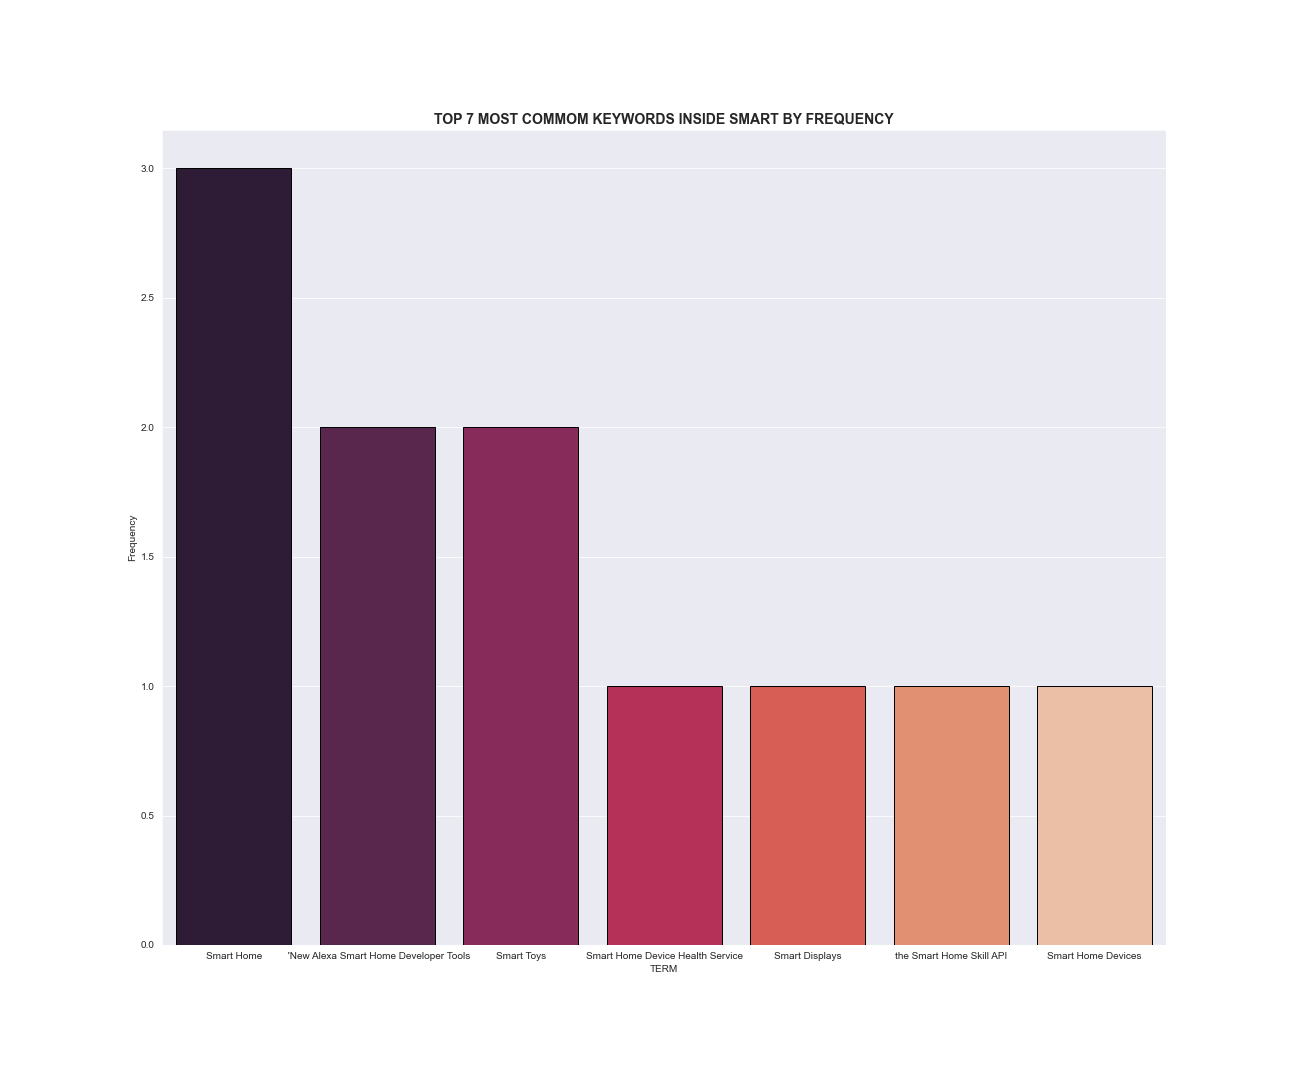 TOP 7 MOST COMMOM KEYWORDS INSIDE SMART BY FREQUENCY
3.0
2.5
2.0
1.5
1.0
0.5
0.0
Frequency
Smart Home
'New Alexa Smart Home Developer Tools
Smart Toys
Smart Home Device Health Service
Smart Displays
the Smart Home Skill API
Smart Home Devices
TERM